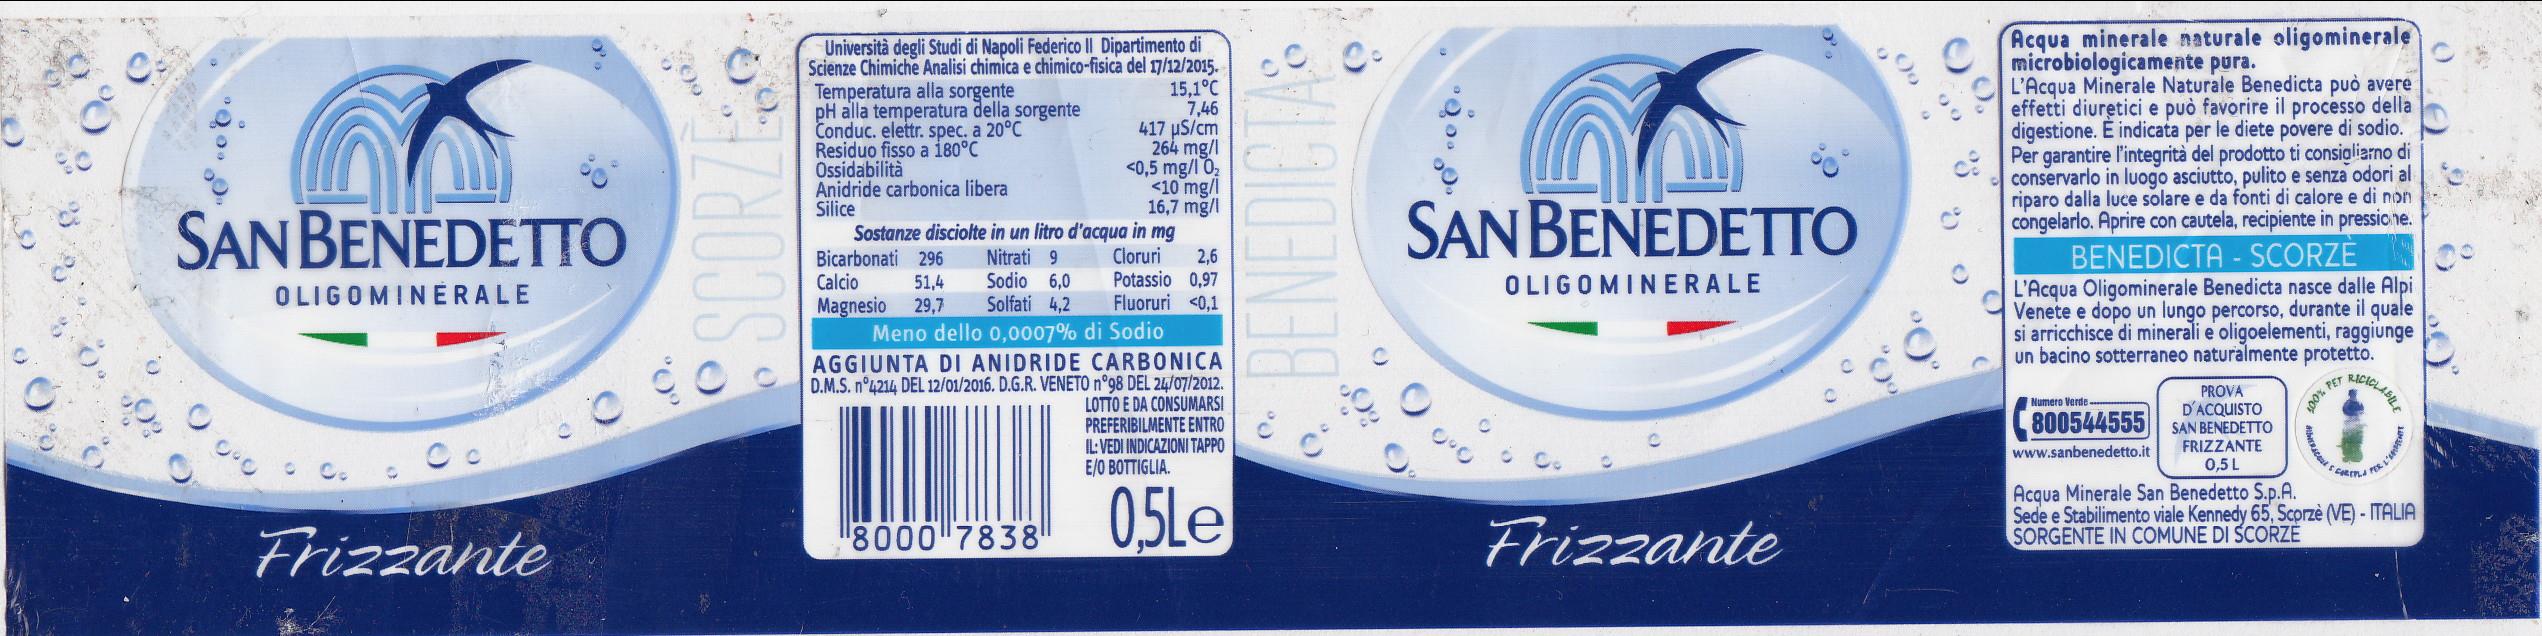 SAN BENEDETTO
OLIGOMINERALE
Frizzante
SCORZÈ
Università degli Studi di Napoli Federico II Dipartimento di
Scienze Chimiche Analisi chimica e chimico-fisica del 17/12/2015.
Temperatura alla sorgente 15,1°C
pH alla temperatura della sorgente 7,46
Conduc. elettr. spec. a 20°C 417 µS/cm
Residuo fisso a 180°C 264 mg/l
Ossidabilità <0,5 mg/l O₂
Anidride carbonica libera <10 mg/l
Silice 16,7 mg/l
Sostanze disciolte in un litro d'acqua in mg
Bicarbonati 296 Nitrati 9 Cloruri 2,6
Calcio 51,4 Sodio 6,0 Potassio 0,97
Magnesio 29,7 Solfati 4,2 Fluoruri <0,1
Meno dello 0,0007% di Sodio
AGGIUNTA DI ANIDRIDE CARBONICA
D.M.S. n°4214 DEL 12/01/2016. D.G.R. VENETO n°98 DEL 24/07/2012.
LOTTO E DA CONSUMARSI
PREFERIBILMENTE ENTRO
IL: VEDI INDICAZIONI TAPPO
E/O BOTTIGLIA.
8000 7838
0,5L e
BENEDICTA
SAN BENEDETTO
OLIGOMINERALE
Frizzante
Acqua minerale naturale oligominerale
microbiologicamente pura.
L'Acqua Minerale Naturale Benedicta può avere
effetti diuretici e può favorire il processo della
digestione. È indicata per le diete povere di sodio.
Per garantire l'integrità del prodotto ti consigliamo di
conservarlo in luogo asciutto, pulito e senza odori al
riparo dalla luce solare e da fonti di calore e di non
congelarlo. Aprire con cautela, recipiente in pressione.
BENEDICTA - SCORZÈ
L'Acqua Oligominerale Benedicta nasce dalle Alpi
Venete e dopo un lungo percorso, durante il quale
si arricchisce di minerali e oligoelementi, raggiunge
un bacino sotterraneo naturalmente protetto.
Numero Verde
800544555
www.sanbenedetto.it
PROVA
D'ACQUISTO
SAN BENEDETTO
FRIZZANTE
0,5 L
100% PET RICICLABILE
Acqua Minerale San Benedetto S.p.A.
Sede e Stabilimento viale Kennedy 65, Scorzè (VE) - ITALIA
SORGENTE IN COMUNE DI SCORZÈ